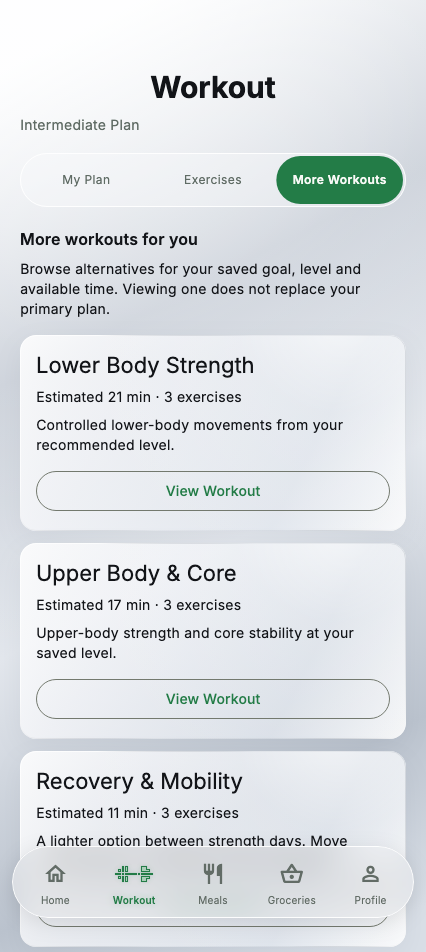 Workout
Intermediate Plan
My Plan
Exercises
More Workouts
More workouts for you
Browse alternatives for your saved goal, level and
available time. Viewing one does not replace your
primary plan.
Lower Body Strength
Estimated 21 min · 3 exercises
Controlled lower-body movements from your
recommended level.
View Workout
Upper Body & Core
Estimated 17 min · 3 exercises
Upper-body strength and core stability at your
saved level.
View Workout
Recovery & Mobility
Estimated 11 min · 3 exercises
A lighter option between strength days. Move
Home
Workout
Meals
Groceries
Profile